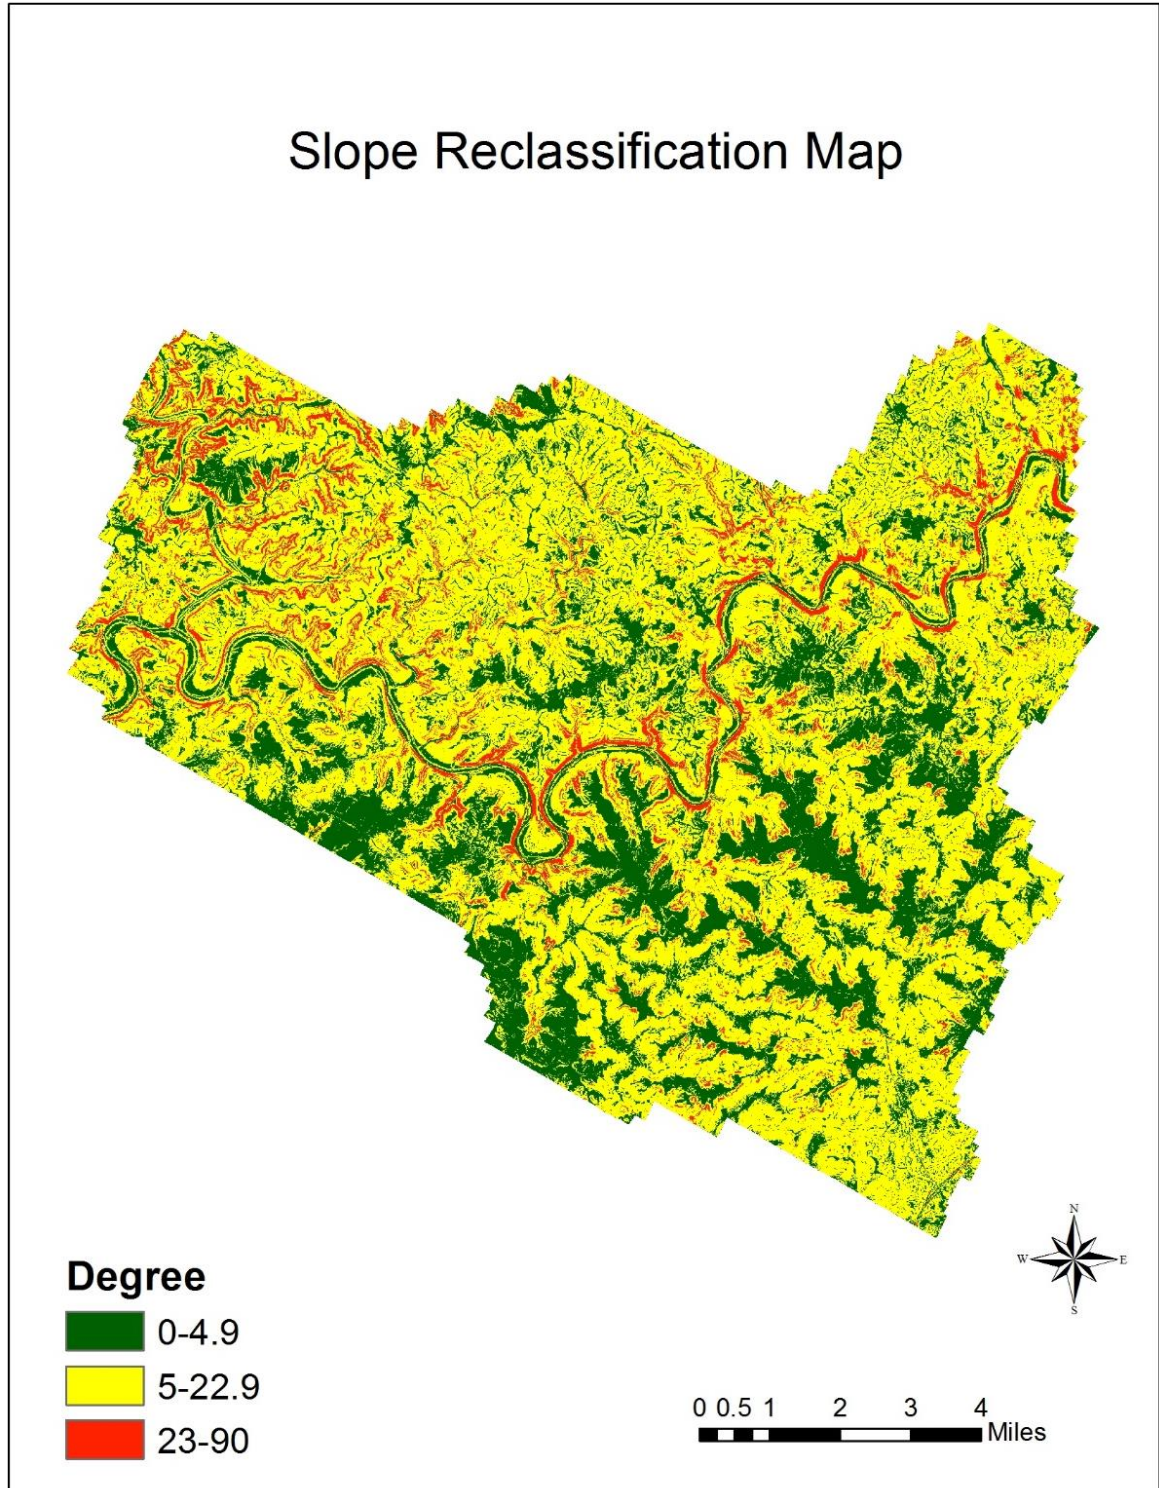 Slope Reclassification Map
N
W E
S
Degree
0-4.9
5-22.9
23-90
0 0.5 1 2 3 4
Miles